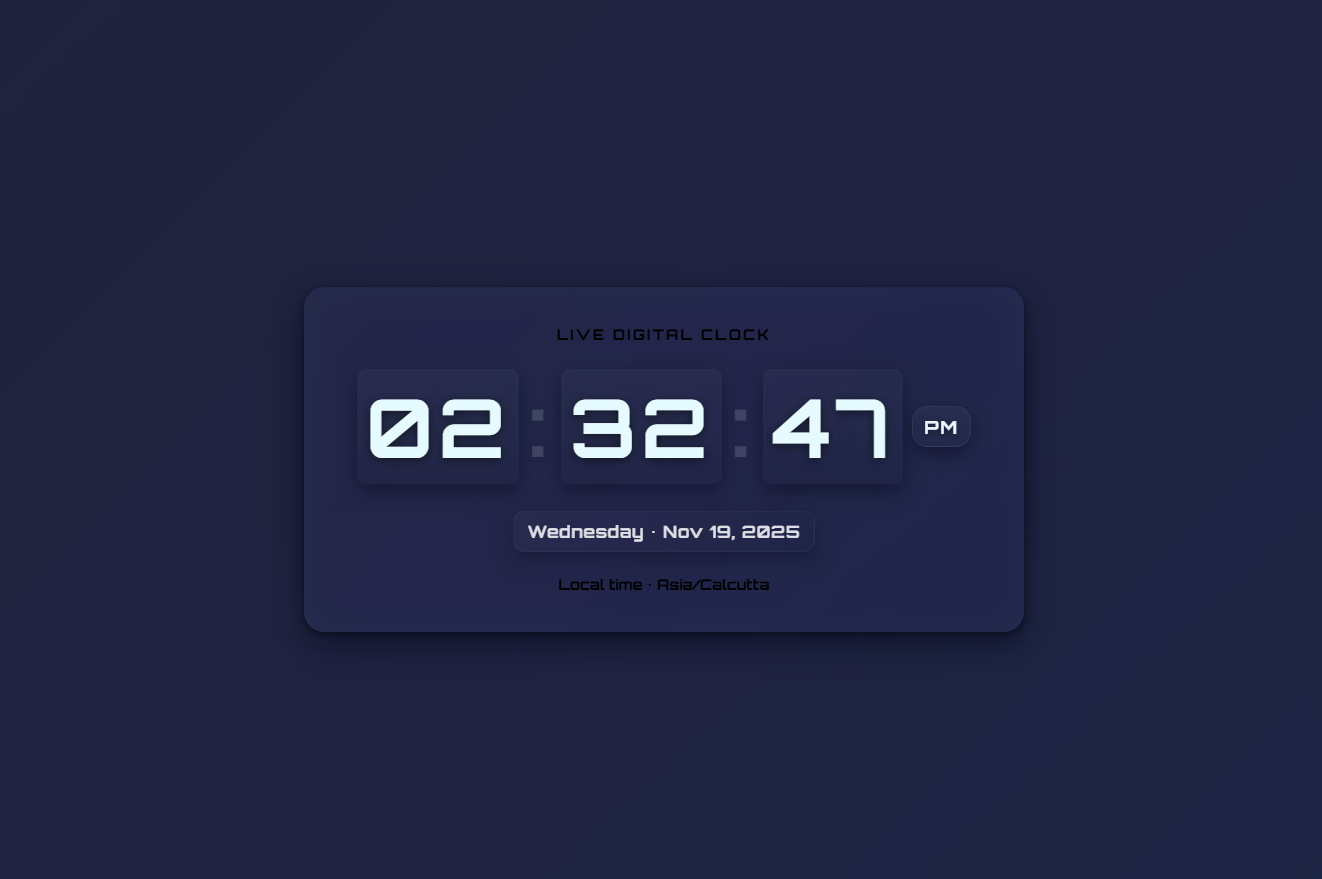 LIVE DIGITAL CLOCK
02 : 32 : 47 PM
Wednesday · Nov 19, 2025
Local time · Asia/Calcutta